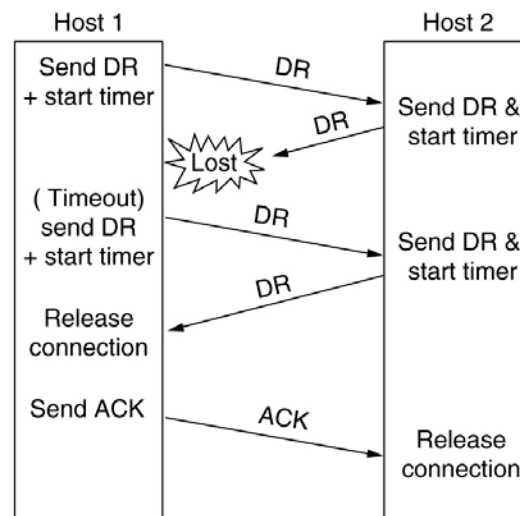 Host 1
Host 2
Send DR
+ start timer
DR
Send DR &
start timer
DR
Lost
( Timeout)
send DR
+ start timer
DR
Send DR &
start timer
DR
Release
connection
Send ACK
ACK
Release
connection